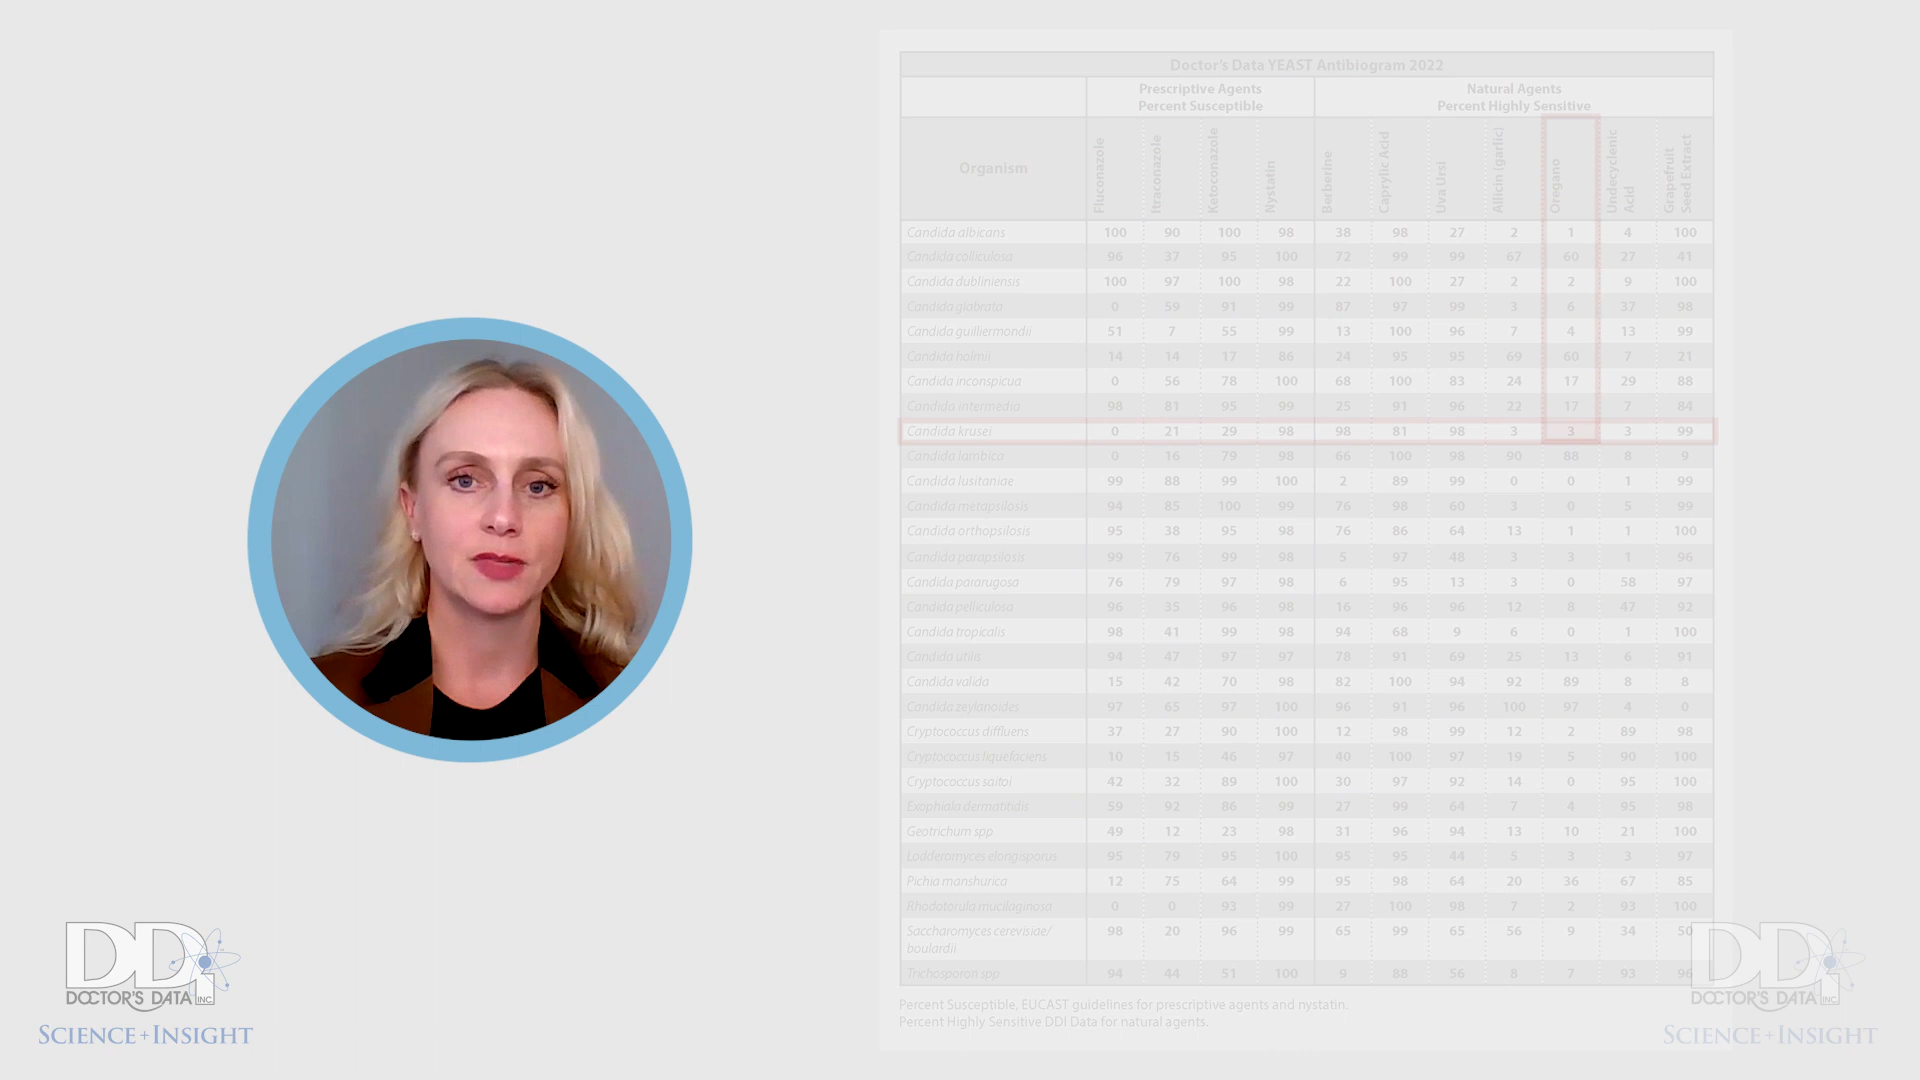 Doctor's Data YEAST Antibiogram 2022
Prescriptive Agents
Percent Susceptible
Natural Agents
Percent Highly Sensitive
Organism
Fluconazole
Itraconazole
Ketoconazole
Nystatin
Berberine
Caprylic Acid
Uva Ursi
Allicin (garlic)
Oregano
Undecyclenic
Acid
Grapefruit
Seed Extract
Candida albicans 100 90 100 98 38 98 27 2 1 4 100
Candida colliculosa 96 37 95 100 72 99 99 67 60 27 41
Candida dubliniensis 100 97 100 98 22 100 27 2 2 9 100
Candida glabrata 0 59 91 99 87 97 99 3 6 37 98
Candida guilliermondii 51 7 55 99 13 100 96 7 4 13 99
Candida holmii 14 14 17 86 24 95 95 69 60 7 21
Candida inconspicua 0 56 78 100 68 100 83 24 17 29 88
Candida intermedia 98 81 95 99 25 91 96 22 17 7 84
Candida krusei 0 21 29 98 98 81 98 3 3 3 99
Candida lambica 0 16 79 98 66 100 98 90 88 8 9
Candida lusitaniae 99 88 99 100 2 89 99 0 0 1 99
Candida metapsilosis 94 85 100 99 76 98 60 3 0 5 99
Candida orthopsilosis 95 38 95 98 76 86 64 13 1 1 100
Candida parapsilosis 99 76 99 98 5 97 48 3 3 1 96
Candida pararugosa 76 79 97 98 6 95 13 3 0 58 97
Candida pelliculosa 96 35 96 98 16 96 96 12 8 47 92
Candida tropicalis 98 41 99 98 94 68 9 6 0 1 100
Candida utilis 94 47 97 97 78 91 69 25 13 6 91
Candida valida 15 42 70 98 82 100 94 92 89 8 8
Candida zeylanoides 97 65 97 100 96 91 96 100 97 4 0
Cryptococcus diffluens 37 27 90 100 12 98 99 12 2 89 98
Cryptococcus liquefaciens 10 15 46 97 40 100 97 19 5 90 100
Cryptococcus saitoi 42 32 89 100 30 97 92 14 0 95 100
Exophiala dermatitidis 59 92 86 99 27 99 64 7 4 95 98
Geotrichum spp 49 12 23 98 31 96 94 13 10 21 100
Lodderomyces elongisporus 95 79 95 100 95 95 44 5 3 3 97
Pichia manshurica 12 75 64 99 95 98 64 20 36 67 85
Rhodotorula mucilaginosa 0 0 93 99 27 100 98 7 2 93 100
Saccharomyces cerevisiae/ 98 20 96 99 65 99 65 56 9 34 50
boulardii
Trichosporon spp 94 44 51 100 9 88 56 8 7 93 96
Percent Susceptible, EUCAST guidelines for prescriptive agents and nystatin.
Percent Highly Sensitive DDI Data for natural agents.
DDI
DOCTOR'S DATA INC
SCIENCE+INSIGHT
DDI
DOCTOR'S DATA INC
SCIENCE+INSIGHT